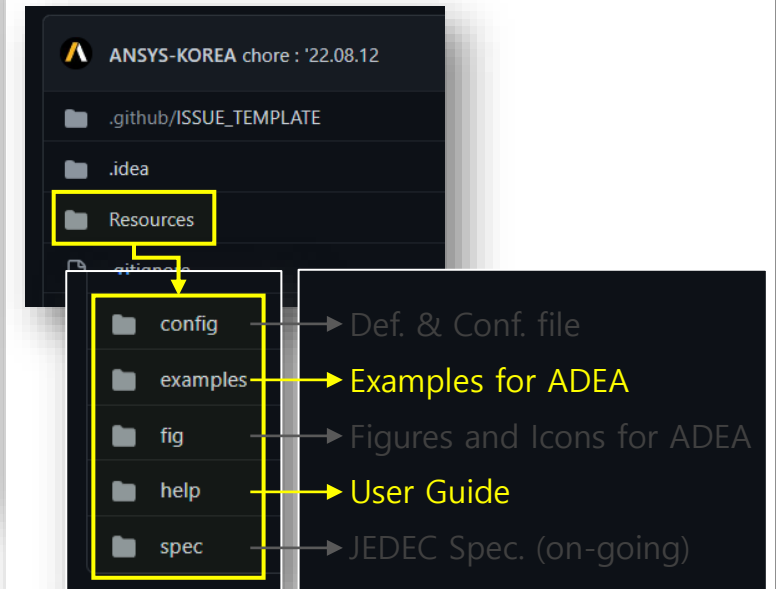 ANSYS-KOREA chore : '22.08.12
.github/ISSUE_TEMPLATE
.idea
Resources
.gitignore
config Def. & Conf. file
examples Examples for ADEA
fig Figures and Icons for ADEA
help User Guide
spec JEDEC Spec. (on-going)